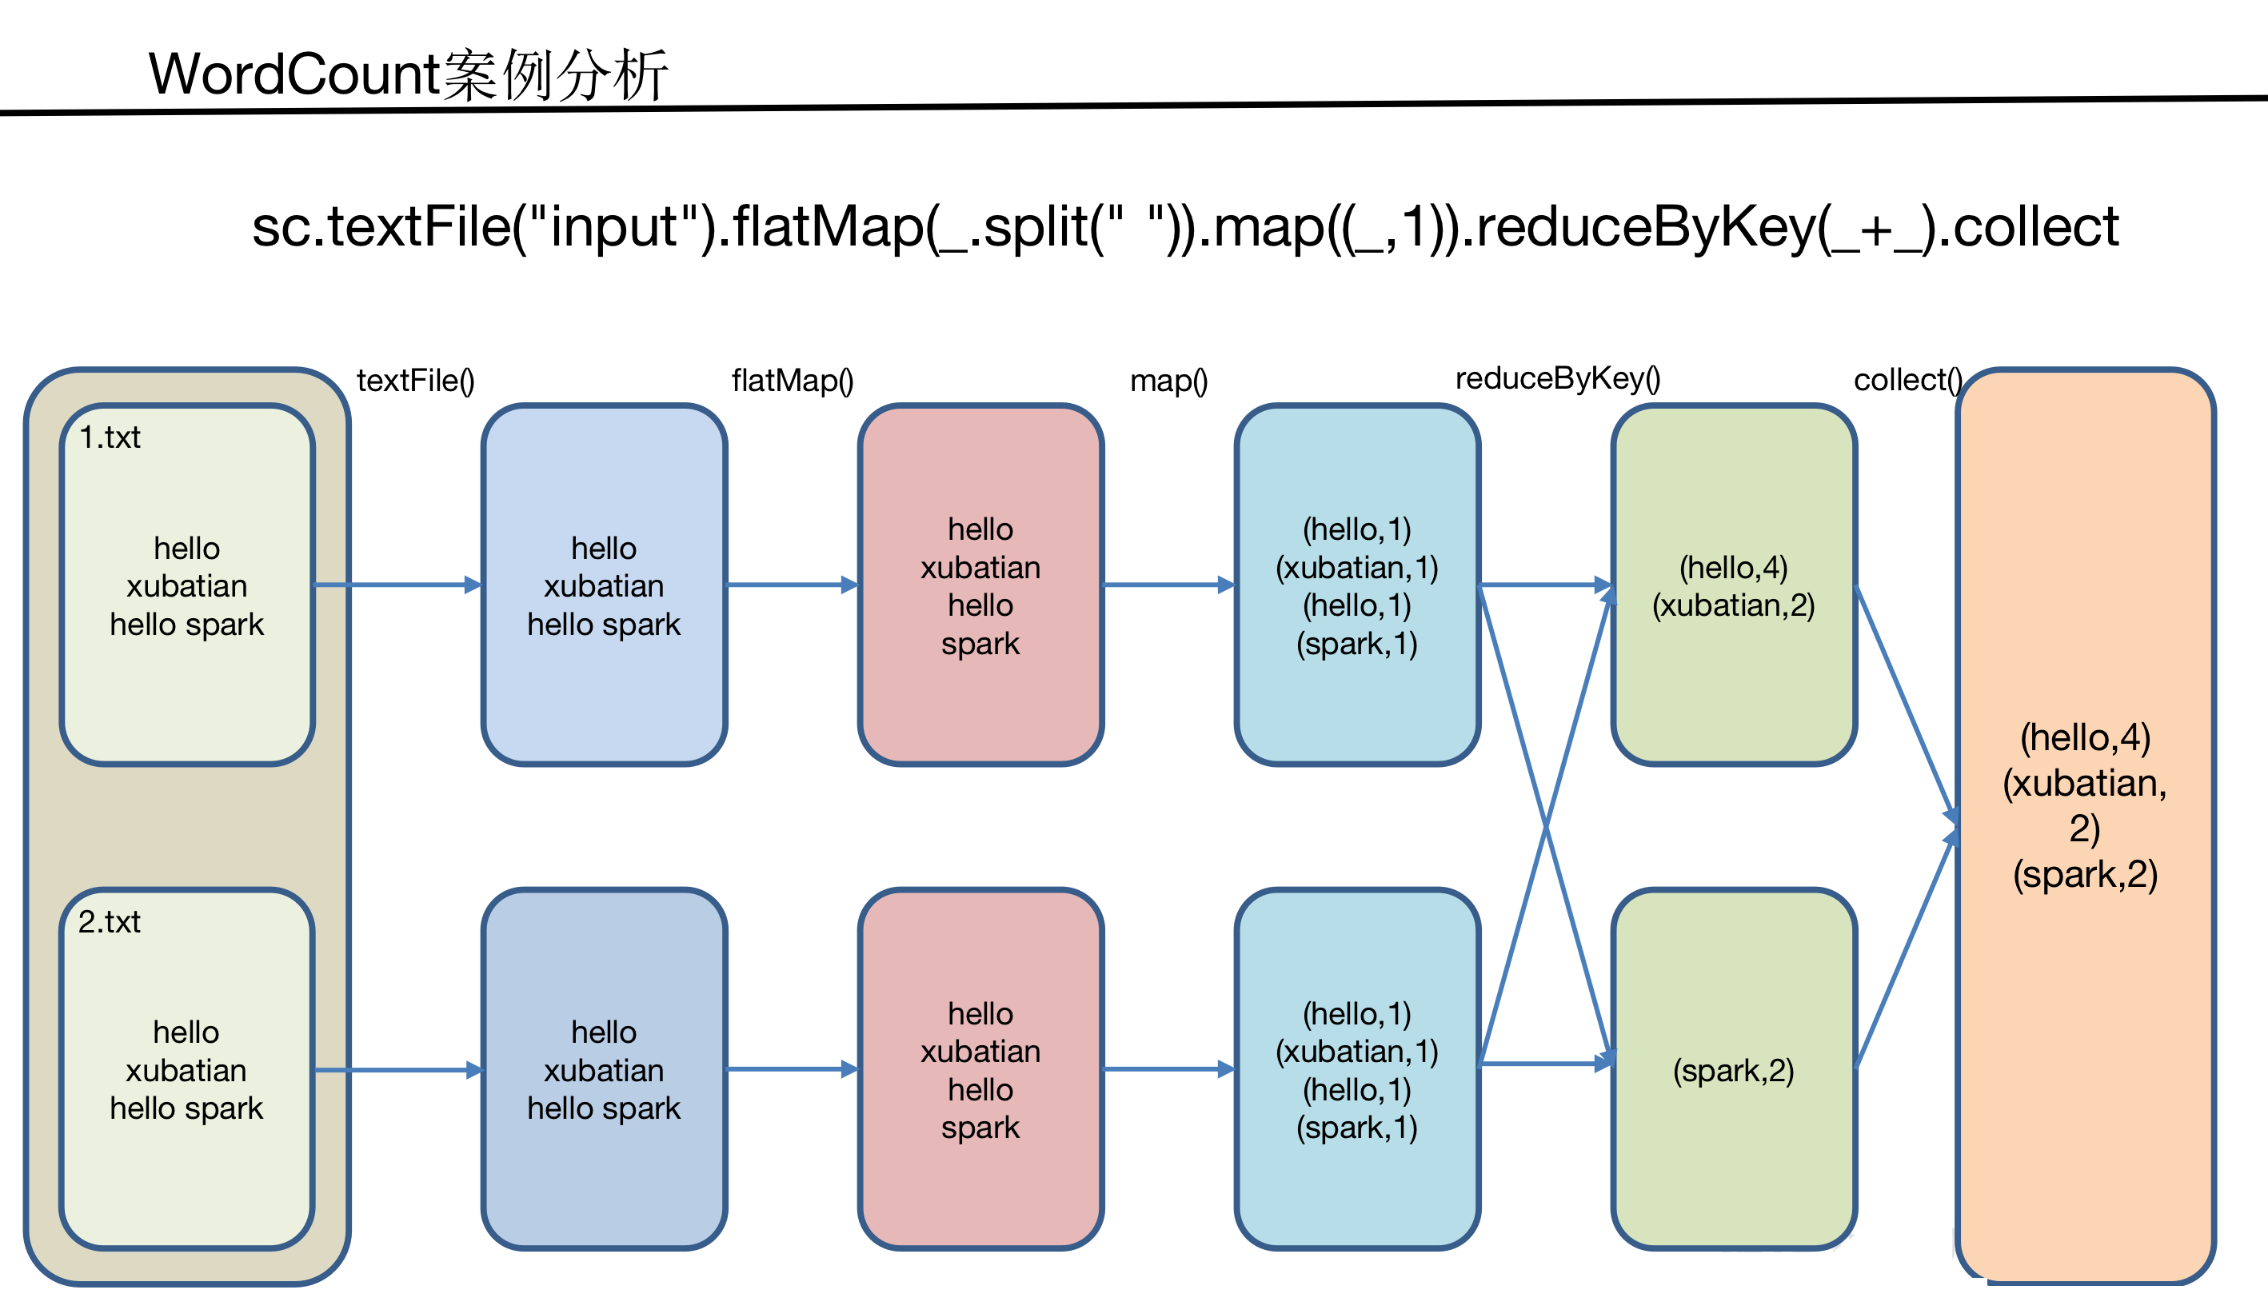 WordCount案例分析
sc.textFile("input").flatMap(_.split(" ")).map((_,1)).reduceByKey(_+_).collect
textFile()
flatMap()
map()
reduceByKey()
collect()
1.txt
hello
xubatian
hello spark
hello
xubatian
hello spark
hello
xubatian
hello
spark
(hello,1)
(xubatian,1)
(hello,1)
(spark,1)
(hello,4)
(xubatian,2)
(hello,4)
(xubatian,
2)
(spark,2)
2.txt
hello
xubatian
hello spark
hello
xubatian
hello spark
hello
xubatian
hello
spark
(hello,1)
(xubatian,1)
(hello,1)
(spark,1)
(spark,2)